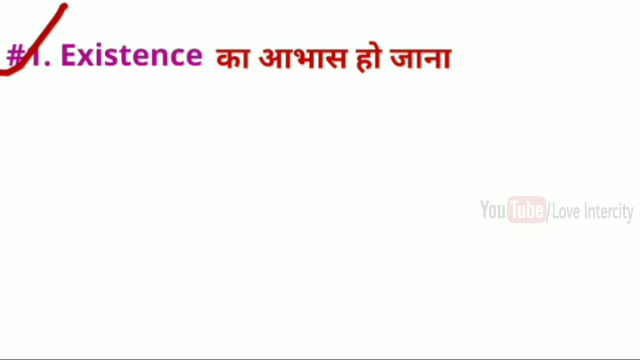 #1. Existence का आभास हो जाना
YouTube/Love Intercity